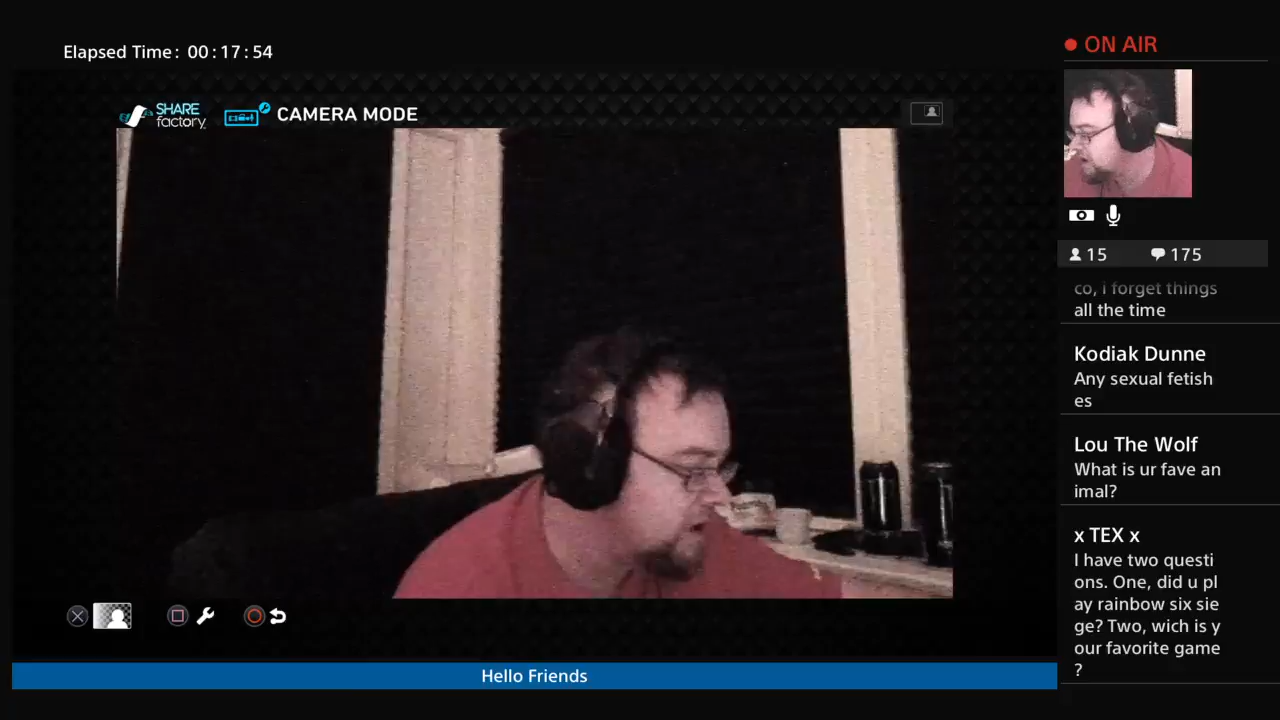 Elapsed Time: 00:17:54
ON AIR
SHARE
factory
CAMERA MODE
15 175
co, i forget things
all the time
Kodiak Dunne
Any sexual fetish
es
Lou The Wolf
What is ur fave an
imal?
x TEX x
I have two questi
ons. One, did u pl
ay rainbow six sie
ge? Two, wich is y
our favorite game
?
Hello Friends